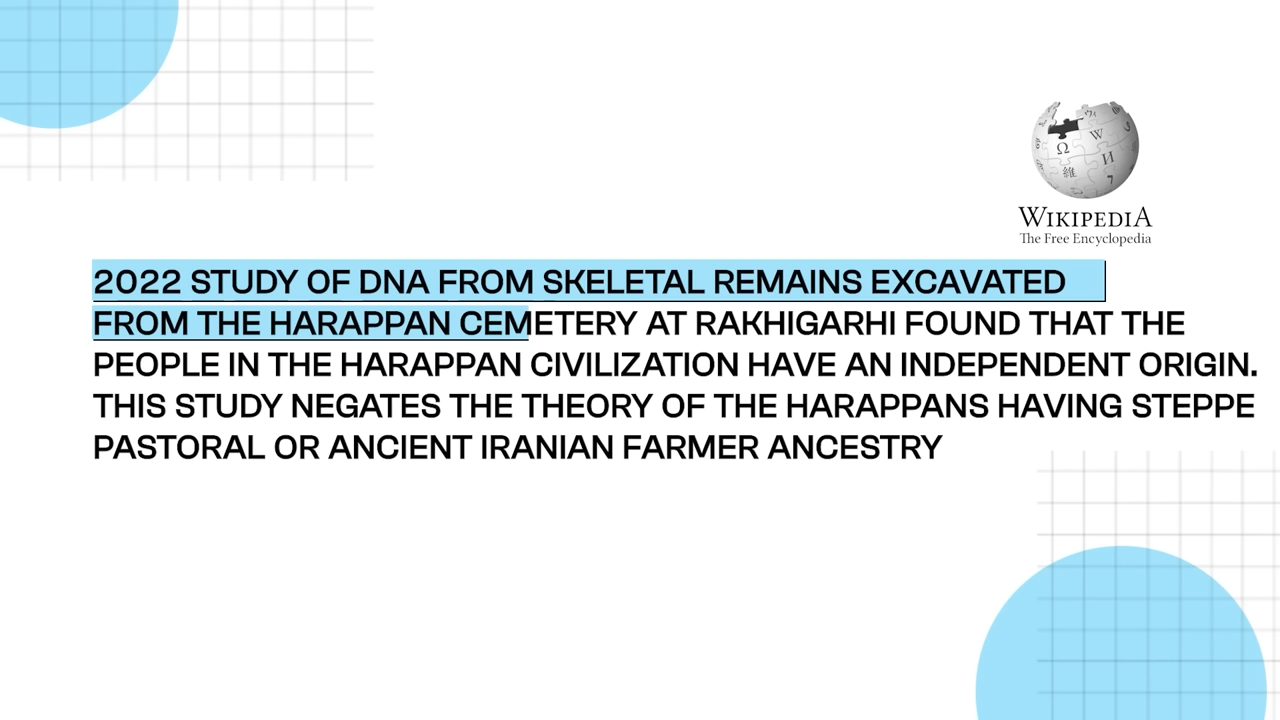 Ω W И 維 7
WIKIPEDIA
The Free Encyclopedia
2022 STUDY OF DNA FROM SKELETAL REMAINS EXCAVATED
FROM THE HARAPPAN CEMETERY AT RAKHIGARHI FOUND THAT THE
PEOPLE IN THE HARAPPAN CIVILIZATION HAVE AN INDEPENDENT ORIGIN.
THIS STUDY NEGATES THE THEORY OF THE HARAPPANS HAVING STEPPE
PASTORAL OR ANCIENT IRANIAN FARMER ANCESTRY